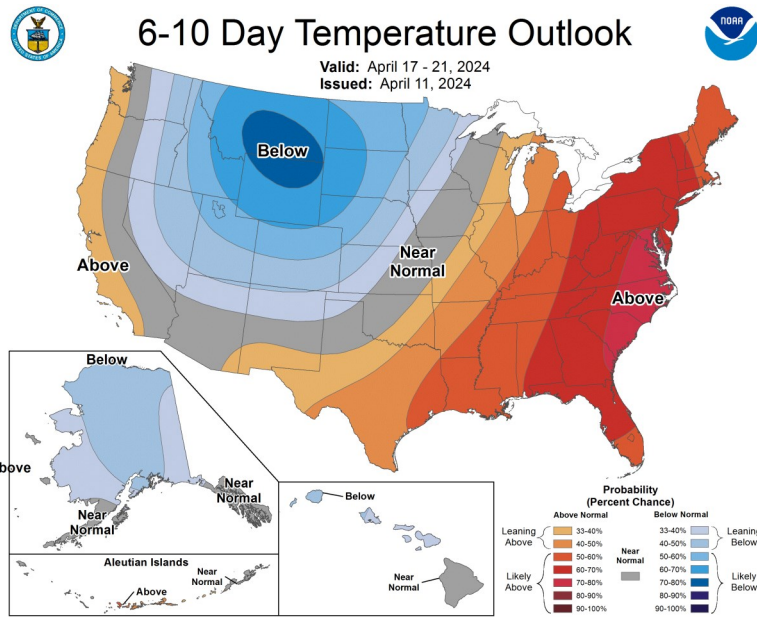 6-10 Day Temperature Outlook
NOAA
Valid: April 17 - 21, 2024
Issued: April 11, 2024
Below
Above
Near
Normal
Above
Below
bove
Near
Normal
Near
Normal
Aleutian Islands
Above
Near
Normal
Below
Near
Normal
Probability
(Percent Chance)
Above Normal
Below Normal
Leaning
Above
33-40%
40-50%
33-40%
40-50%
Leaning
Below
Likely
Above
50-60%
60-70%
70-80%
80-90%
90-100%
Near
Normal
50-60%
60-70%
70-80%
80-90%
90-100%
Likely
Below